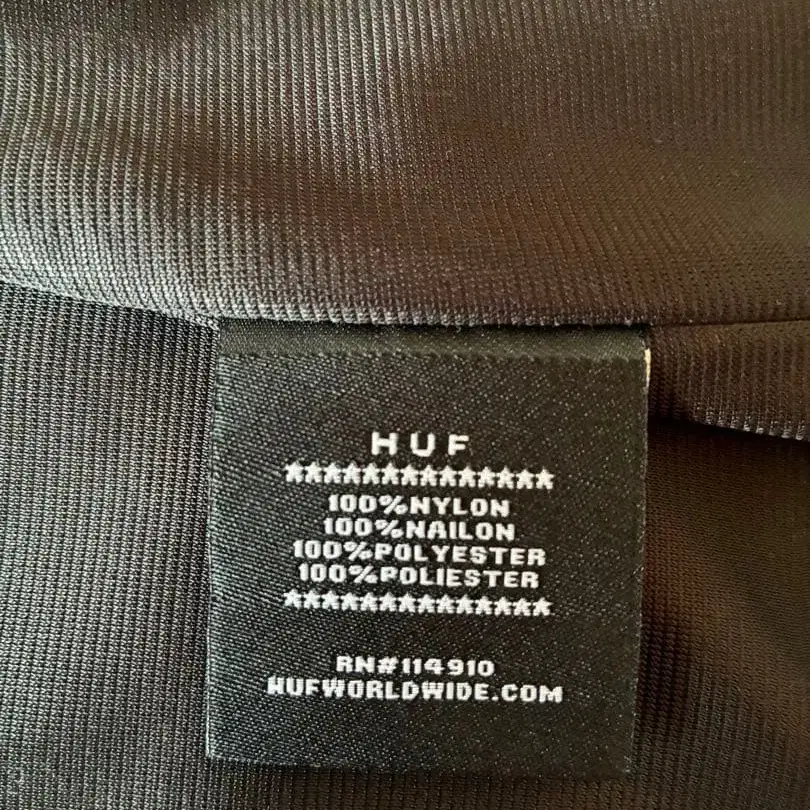 HUF
★★★★★★★★★★★★★★
100%NYLON
100%NAILON
100%POLYESTER
100%POLIESTER
★★★★★★★★★★★★★★
RN#114910
HUFWORLDWIDE.COM